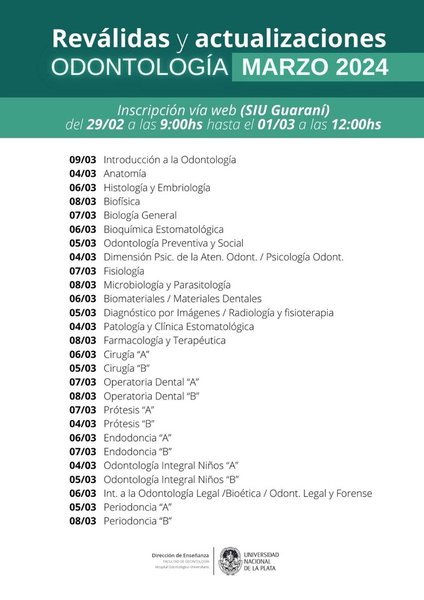 Reválidas y actualizaciones
ODONTOLOGÍA MARZO 2024
Inscripción vía web (SIU Guaraní)
del 29/02 a las 9:00hs hasta el 01/03 a las 12:00hs
09/03 Introducción a la Odontología
04/03 Anatomía
06/03 Histología y Embriología
08/03 Biofísica
07/03 Biología General
06/03 Bioquímica Estomatológica
05/03 Odontología Preventiva y Social
04/03 Dimensión Psic. de la Aten. Odont. / Psicología Odont.
07/03 Fisiología
08/03 Microbiología y Parasitología
06/03 Biomateriales / Materiales Dentales
05/03 Diagnóstico por Imágenes / Radiología y fisioterapia
04/03 Patología y Clínica Estomatológica
08/03 Farmacología y Terapéutica
06/03 Cirugía “A”
05/03 Cirugía “B”
07/03 Operatoria Dental “A”
08/03 Operatoria Dental “B”
07/03 Prótesis “A”
04/03 Prótesis “B”
06/03 Endodoncia “A”
07/03 Endodoncia “B”
04/03 Odontología Integral Niños “A”
05/03 Odontología Integral Niños “B”
06/03 Int. a la Odontología Legal /Bioética / Odont. Legal y Forense
05/03 Periodoncia “A”
08/03 Periodoncia “B”
Dirección de Enseñanza
FACULTAD DE ODONTOLOGÍA
Hospital Odontológico Universitario
UNIVERSIDAD
NACIONAL
DE LA PLATA